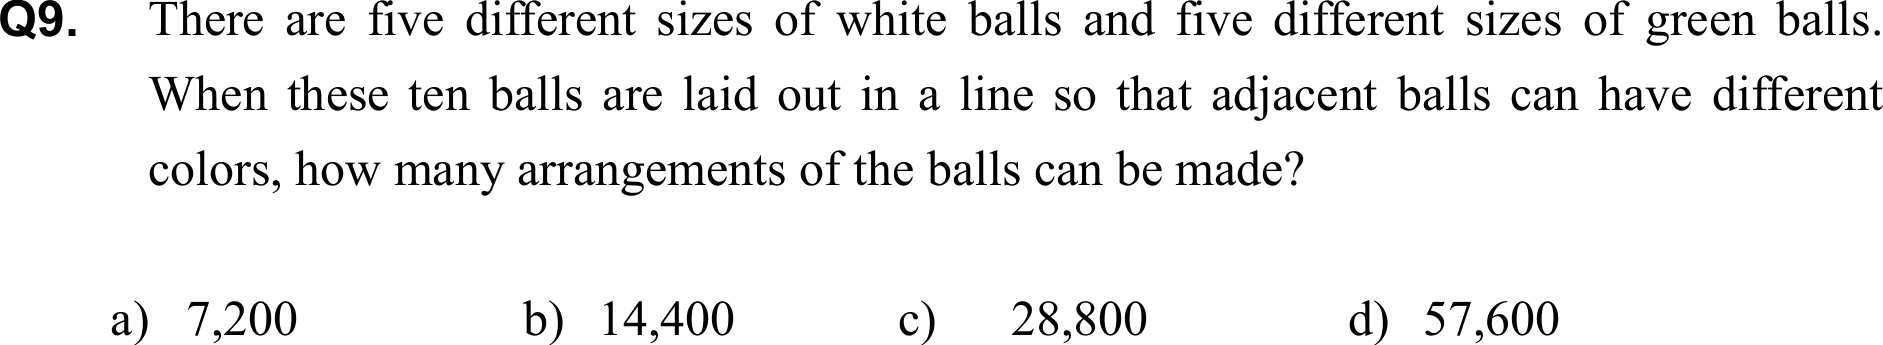 Q9. There are five different sizes of white balls and five different sizes of green balls.
When these ten balls are laid out in a line so that adjacent balls can have different
colors, how many arrangements of the balls can be made?
a) 7,200 b) 14,400 c) 28,800 d) 57,600